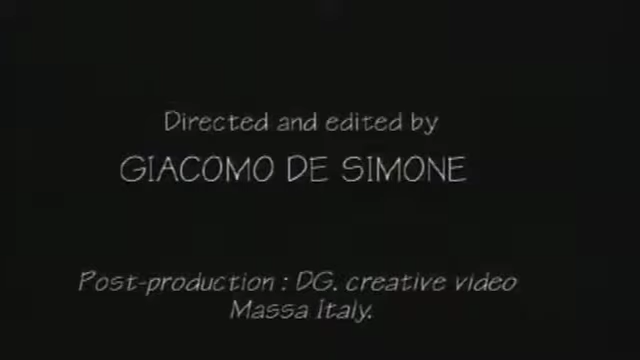 Directed and edited by
GIACOMO DE SIMONE
Post-production : DG. creative video
Massa Italy.